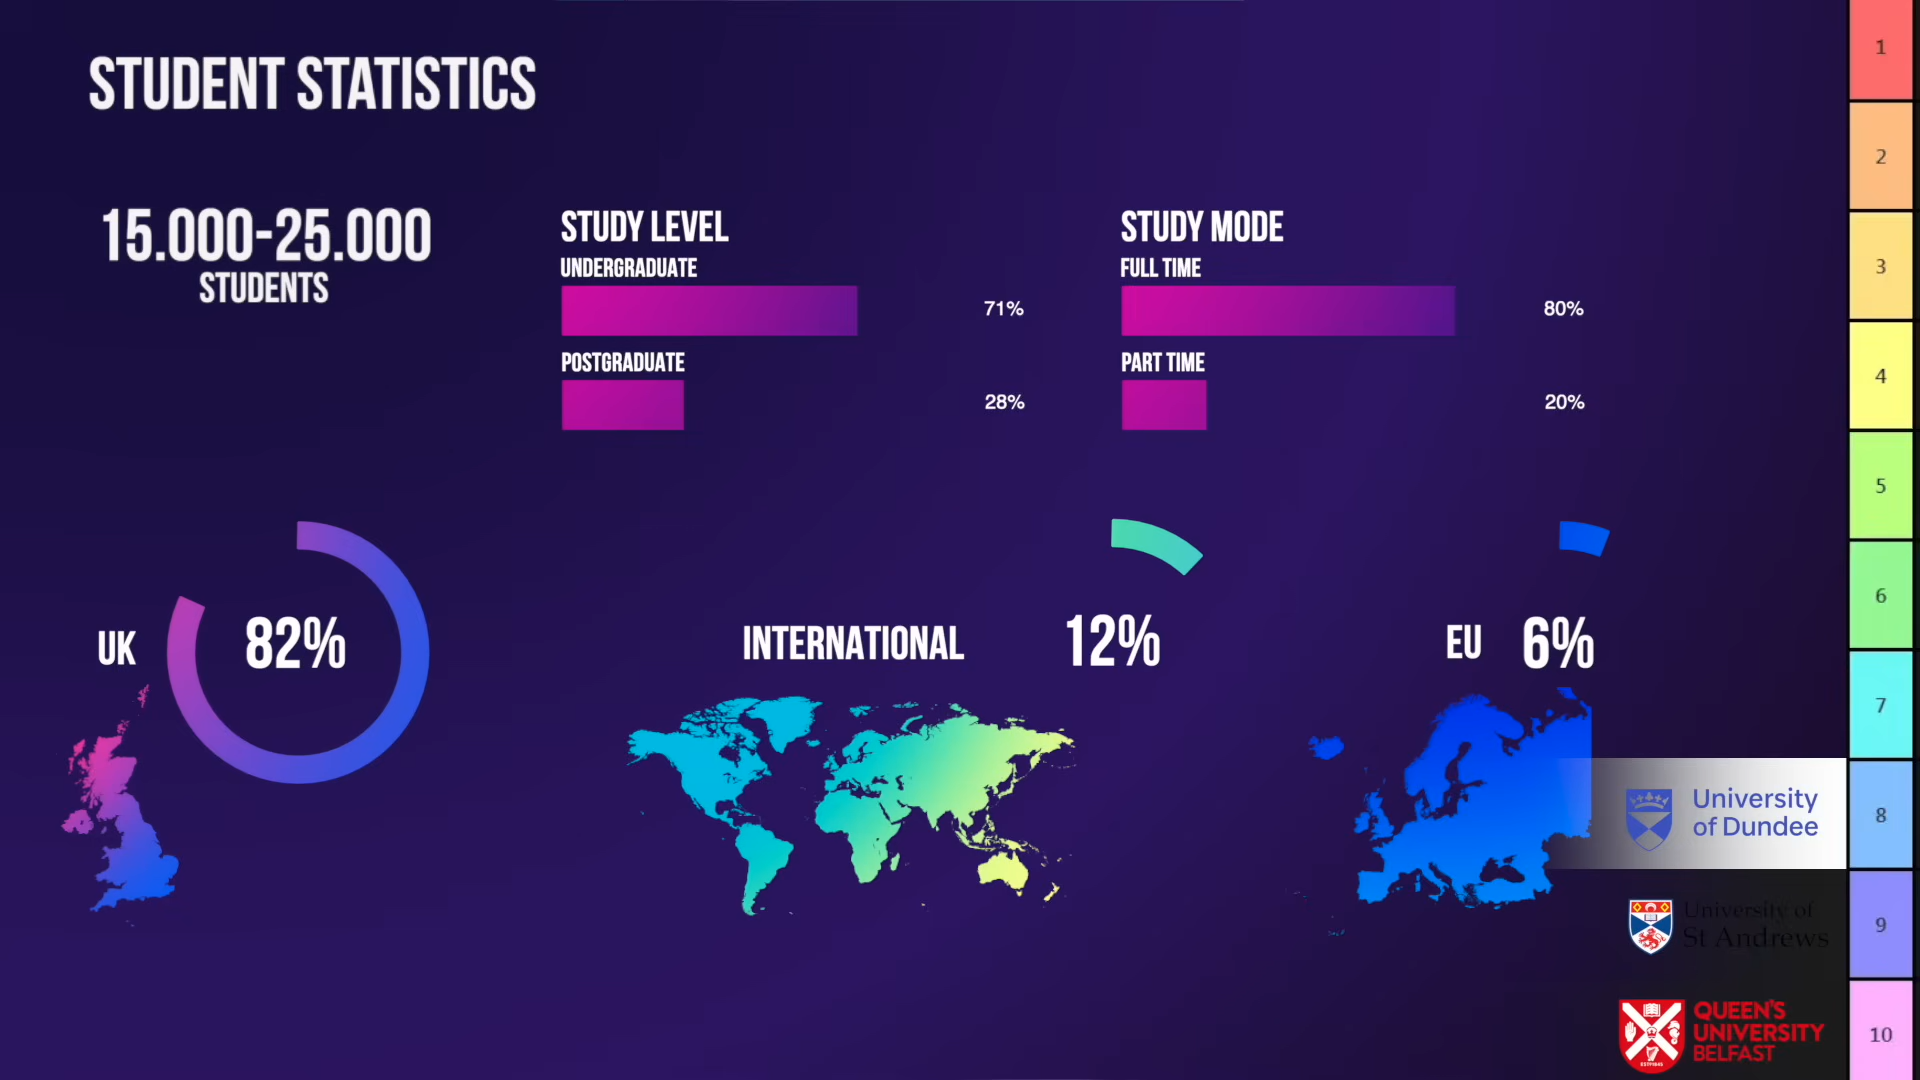 STUDENT STATISTICS
15.000-25.000
STUDENTS
STUDY LEVEL
UNDERGRADUATE
71%
POSTGRADUATE
28%
STUDY MODE
FULL TIME
80%
PART TIME
20%
UK
82%
INTERNATIONAL
12%
EU
6%
1
2
3
4
5
6
7
8
9
10
University
of Dundee
University of
St Andrews
QUEEN'S
UNIVERSITY
BELFAST
ESTD1845